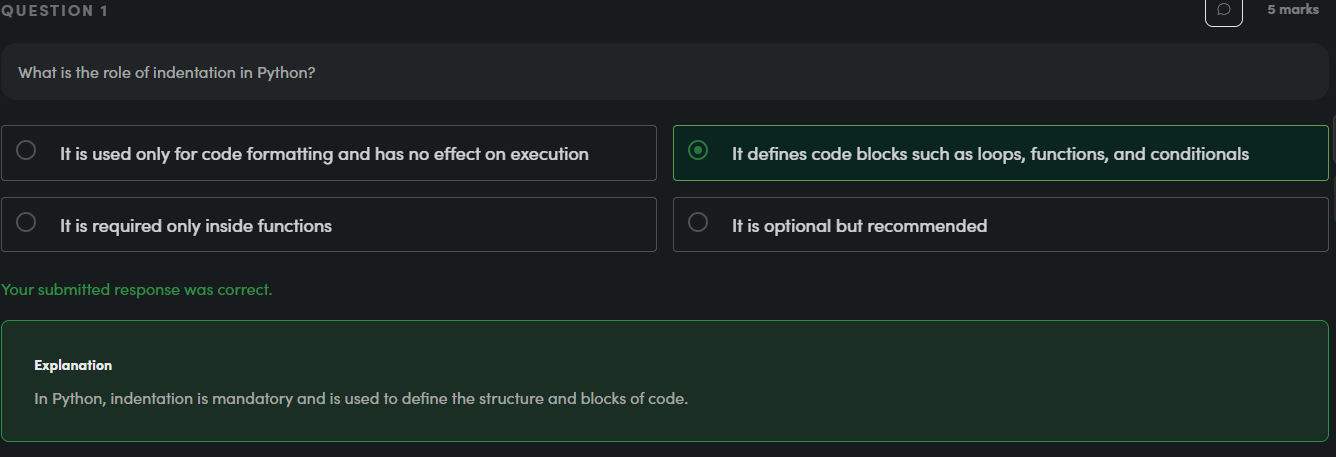 QUESTION 1
5 marks
What is the role of indentation in Python?
It is used only for code formatting and has no effect on execution
It defines code blocks such as loops, functions, and conditionals
It is required only inside functions
It is optional but recommended
Your submitted response was correct.
Explanation
In Python, indentation is mandatory and is used to define the structure and blocks of code.